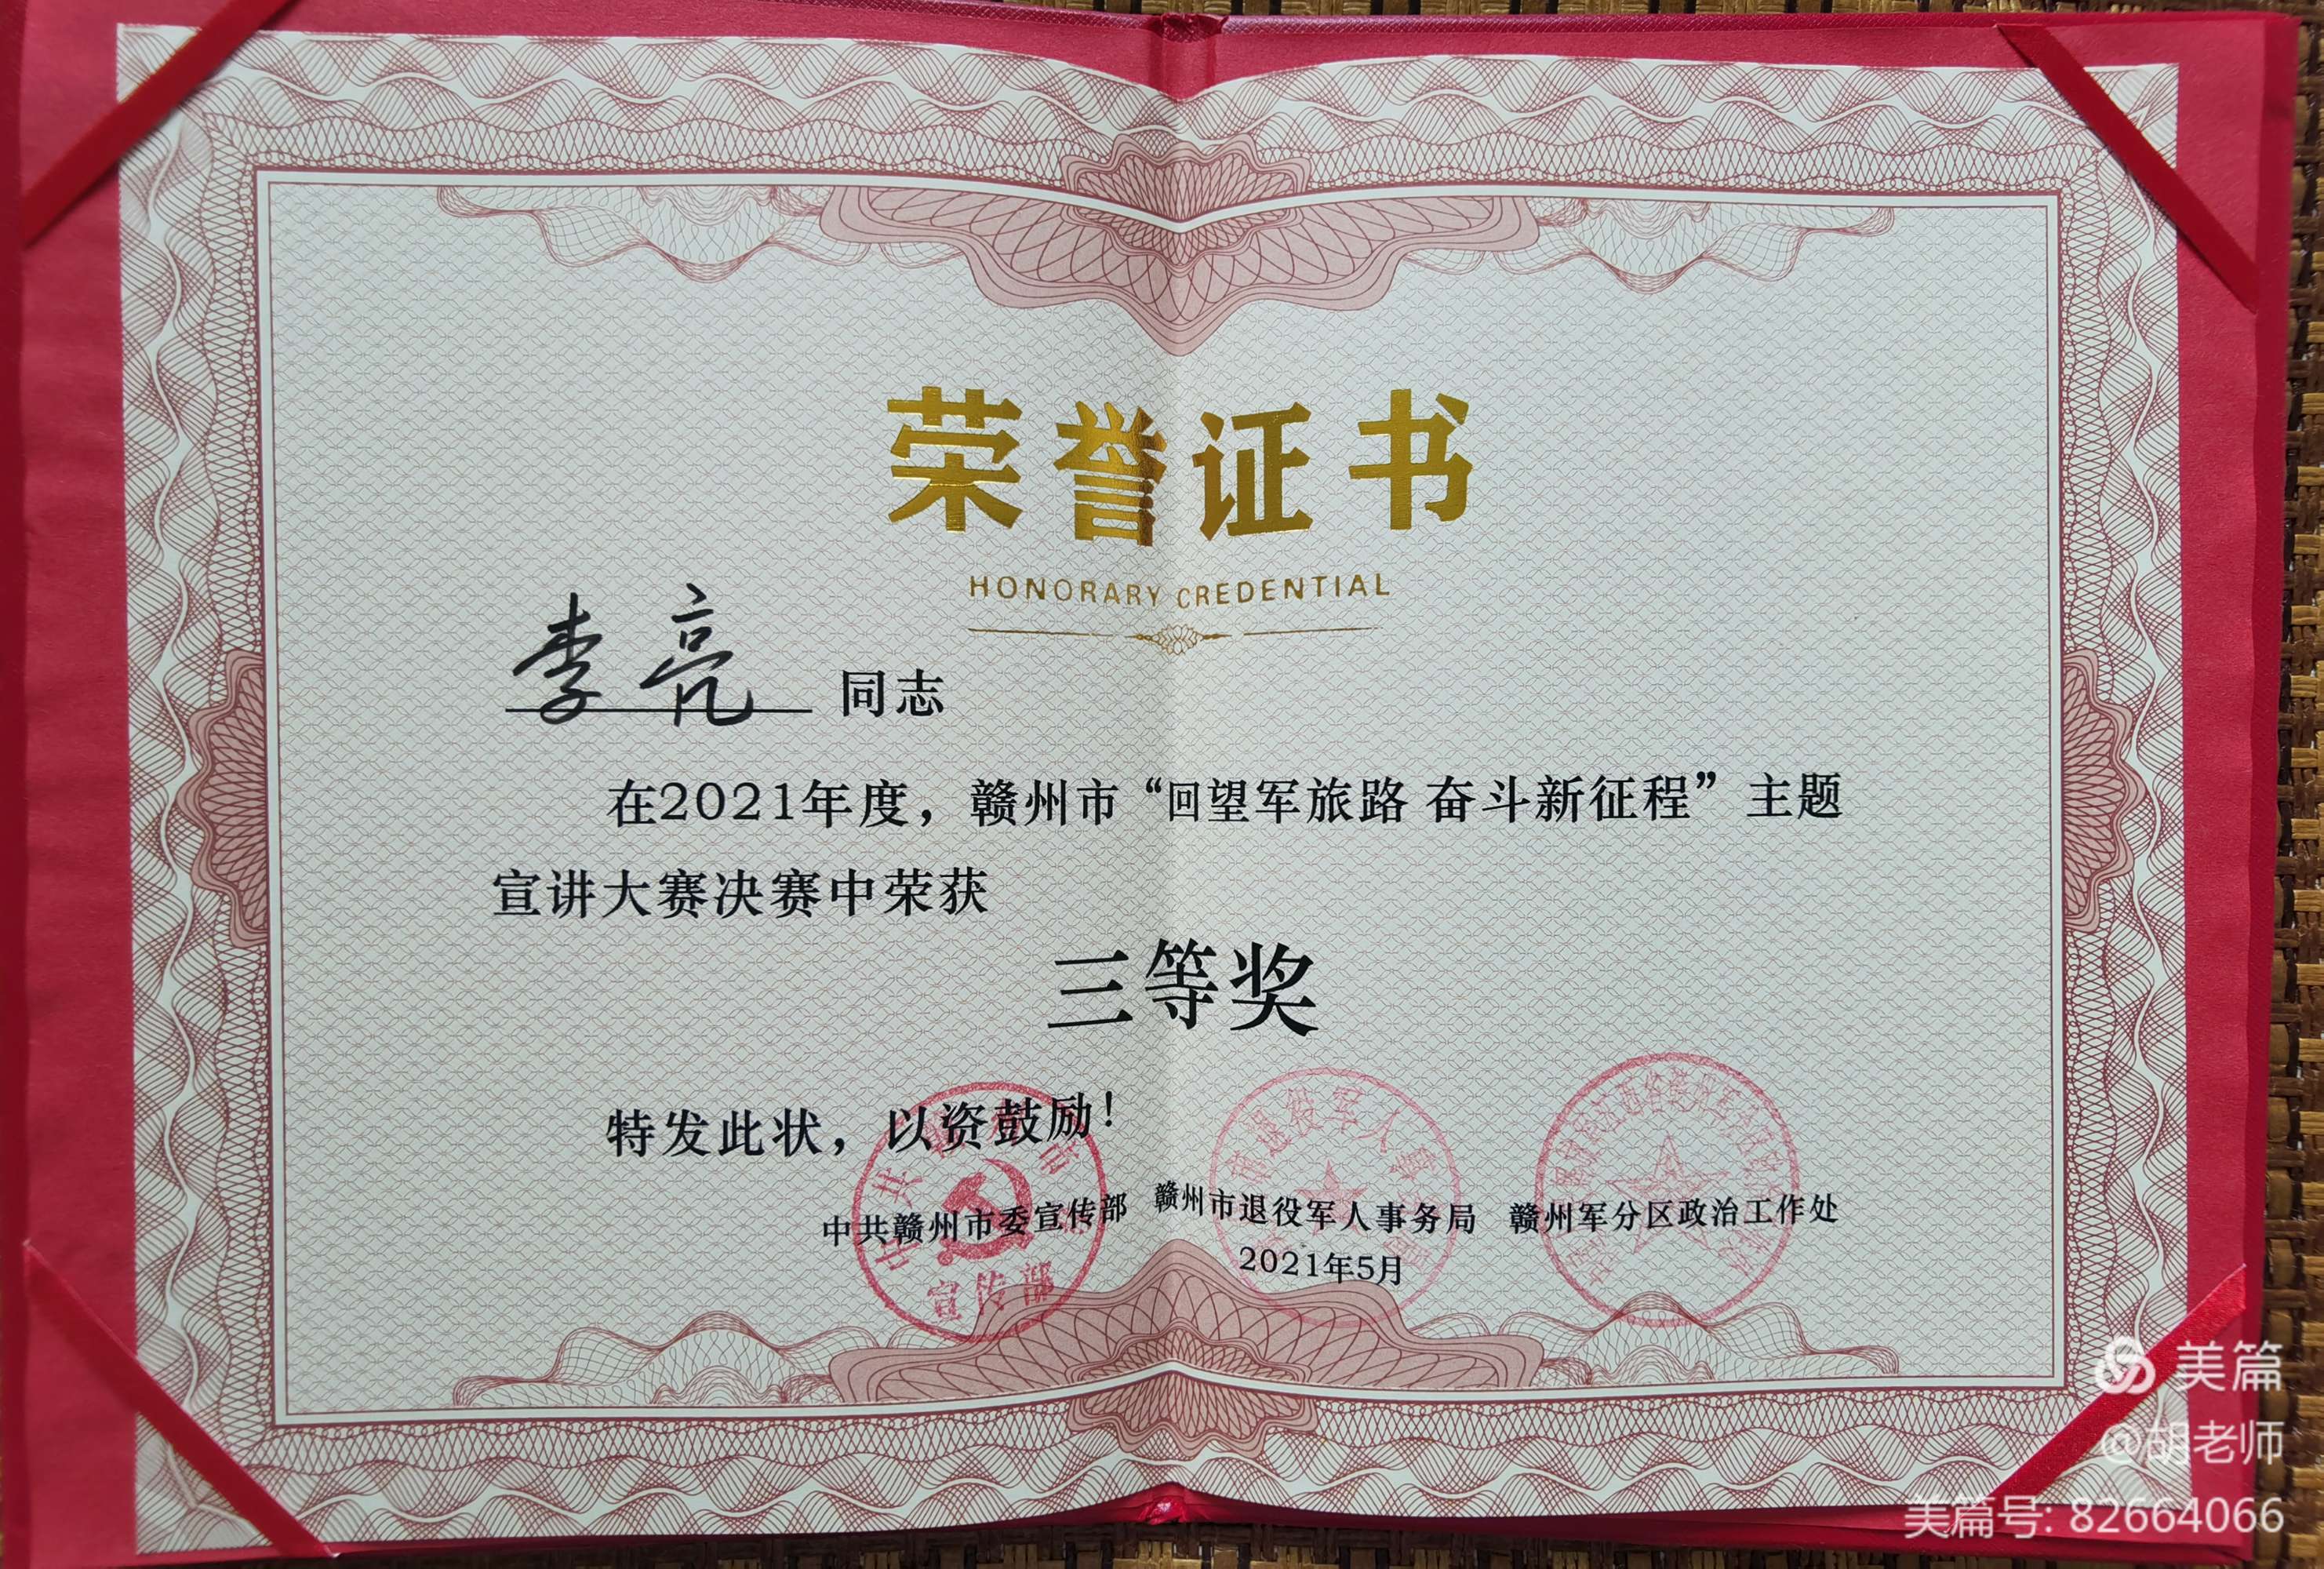 荣誉证书
HONORARY CREDENTIAL
李亮 同志
在2021年度，赣州市“回望军旅路 奋斗新征程”主题
宣讲大赛决赛中荣获
三等奖
特发此状，以资鼓励！
中共赣州市委宣传部 赣州市退役军人事务局 赣州军分区政治工作处
2021年5月
宣传部
美篇
@胡老师
美篇号: 82664066